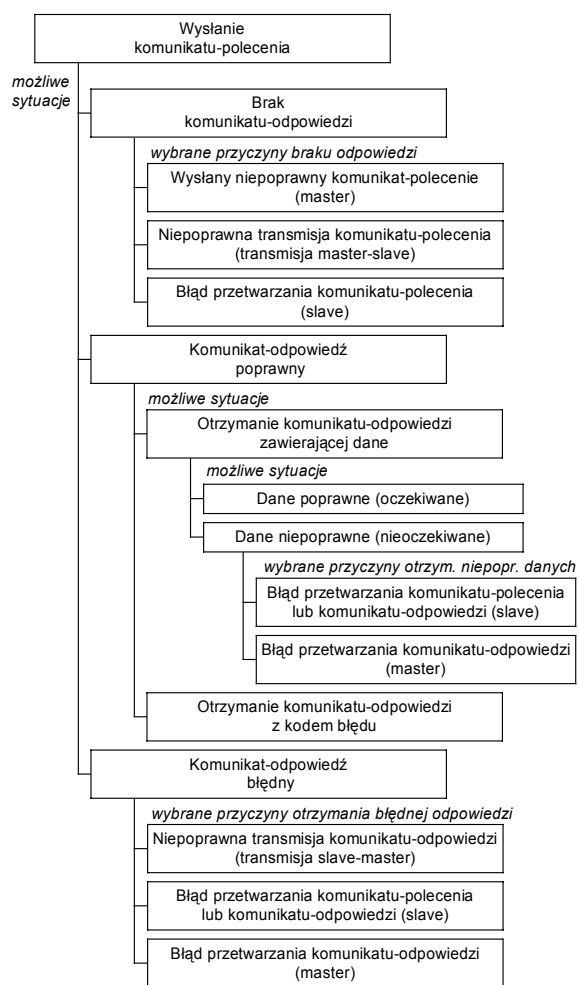 Wysłanie
komunikatu-polecenia
możliwe
sytuacje
Brak
komunikatu-odpowiedzi
wybrane przyczyny braku odpowiedzi
Wysłany niepoprawny komunikat-polecenie
(master)
Niepoprawna transmisja komunikatu-polecenia
(transmisja master-slave)
Błąd przetwarzania komunikatu-polecenia
(slave)
Komunikat-odpowiedź
poprawny
możliwe sytuacje
Otrzymanie komunikatu-odpowiedzi
zawierającej dane
możliwe sytuacje
Dane poprawne (oczekiwane)
Dane niepoprawne (nieoczekiwane)
wybrane przyczyny otrzym. niepopr. danych
Błąd przetwarzania komunikatu-polecenia
lub komunikatu-odpowiedzi (slave)
Błąd przetwarzania komunikatu-odpowiedzi
(master)
Otrzymanie komunikatu-odpowiedzi
z kodem błędu
Komunikat-odpowiedź
błędny
wybrane przyczyny otrzymania błędnej odpowiedzi
Niepoprawna transmisja komunikatu-odpowiedzi
(transmisja slave-master)
Błąd przetwarzania komunikatu-polecenia
lub komunikatu-odpowiedzi (slave)
Błąd przetwarzania komunikatu-odpowiedzi
(master)